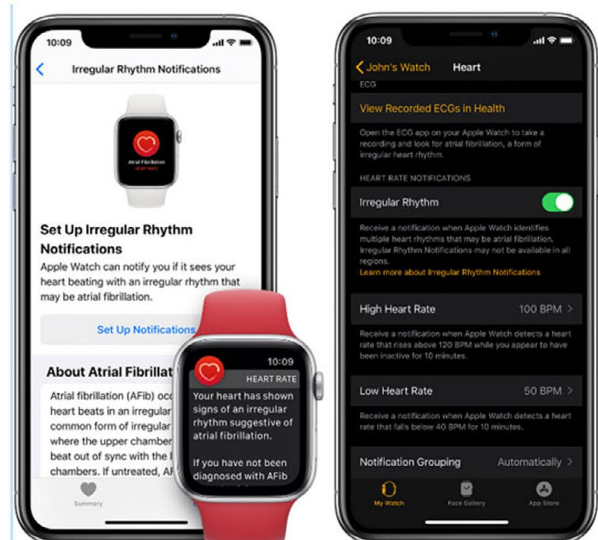 10:09
Irregular Rhythm Notifications
Atrial Fibrillation
HEART RATE
Set Up Irregular Rhythm
Notifications
Apple Watch can notify you if it sees your
heart beating with an irregular rhythm that
may be atrial fibrillation.
Set Up Notifications
About Atrial Fibrillat
Atrial fibrillation (AFib) occ
heart beats in an irregular
common form of irregular
where the upper chamber
beat out of sync with the l
chambers. If untreated, AF
Summary
10:09
HEART RATE
Your heart has shown
signs of an irregular
rhythm suggestive of
atrial fibrillation.
If you have not been
diagnosed with AFib
10:09
John's Watch Heart
ECG
View Recorded ECGs in Health
Open the ECG app on your Apple Watch to take a
recording and look for atrial fibrillation, a form of
irregular heart rhythm.
HEART RATE NOTIFICATIONS
Irregular Rhythm
Receive a notification when Apple Watch identifies
multiple heart rhythms that may be atrial fibrillation.
Irregular Rhythm Notifications may not be available in all
regions.
Learn more about Irregular Rhythm Notifications
High Heart Rate 100 BPM
Receive a notification when Apple Watch detects a heart
rate that rises above 120 BPM while you appear to have
been inactive for 10 minutes.
Low Heart Rate 50 BPM
Receive a notification when Apple Watch detects a heart
rate that falls below 40 BPM for 10 minutes.
Notification Grouping Automatically
My Watch Face Gallery App Store